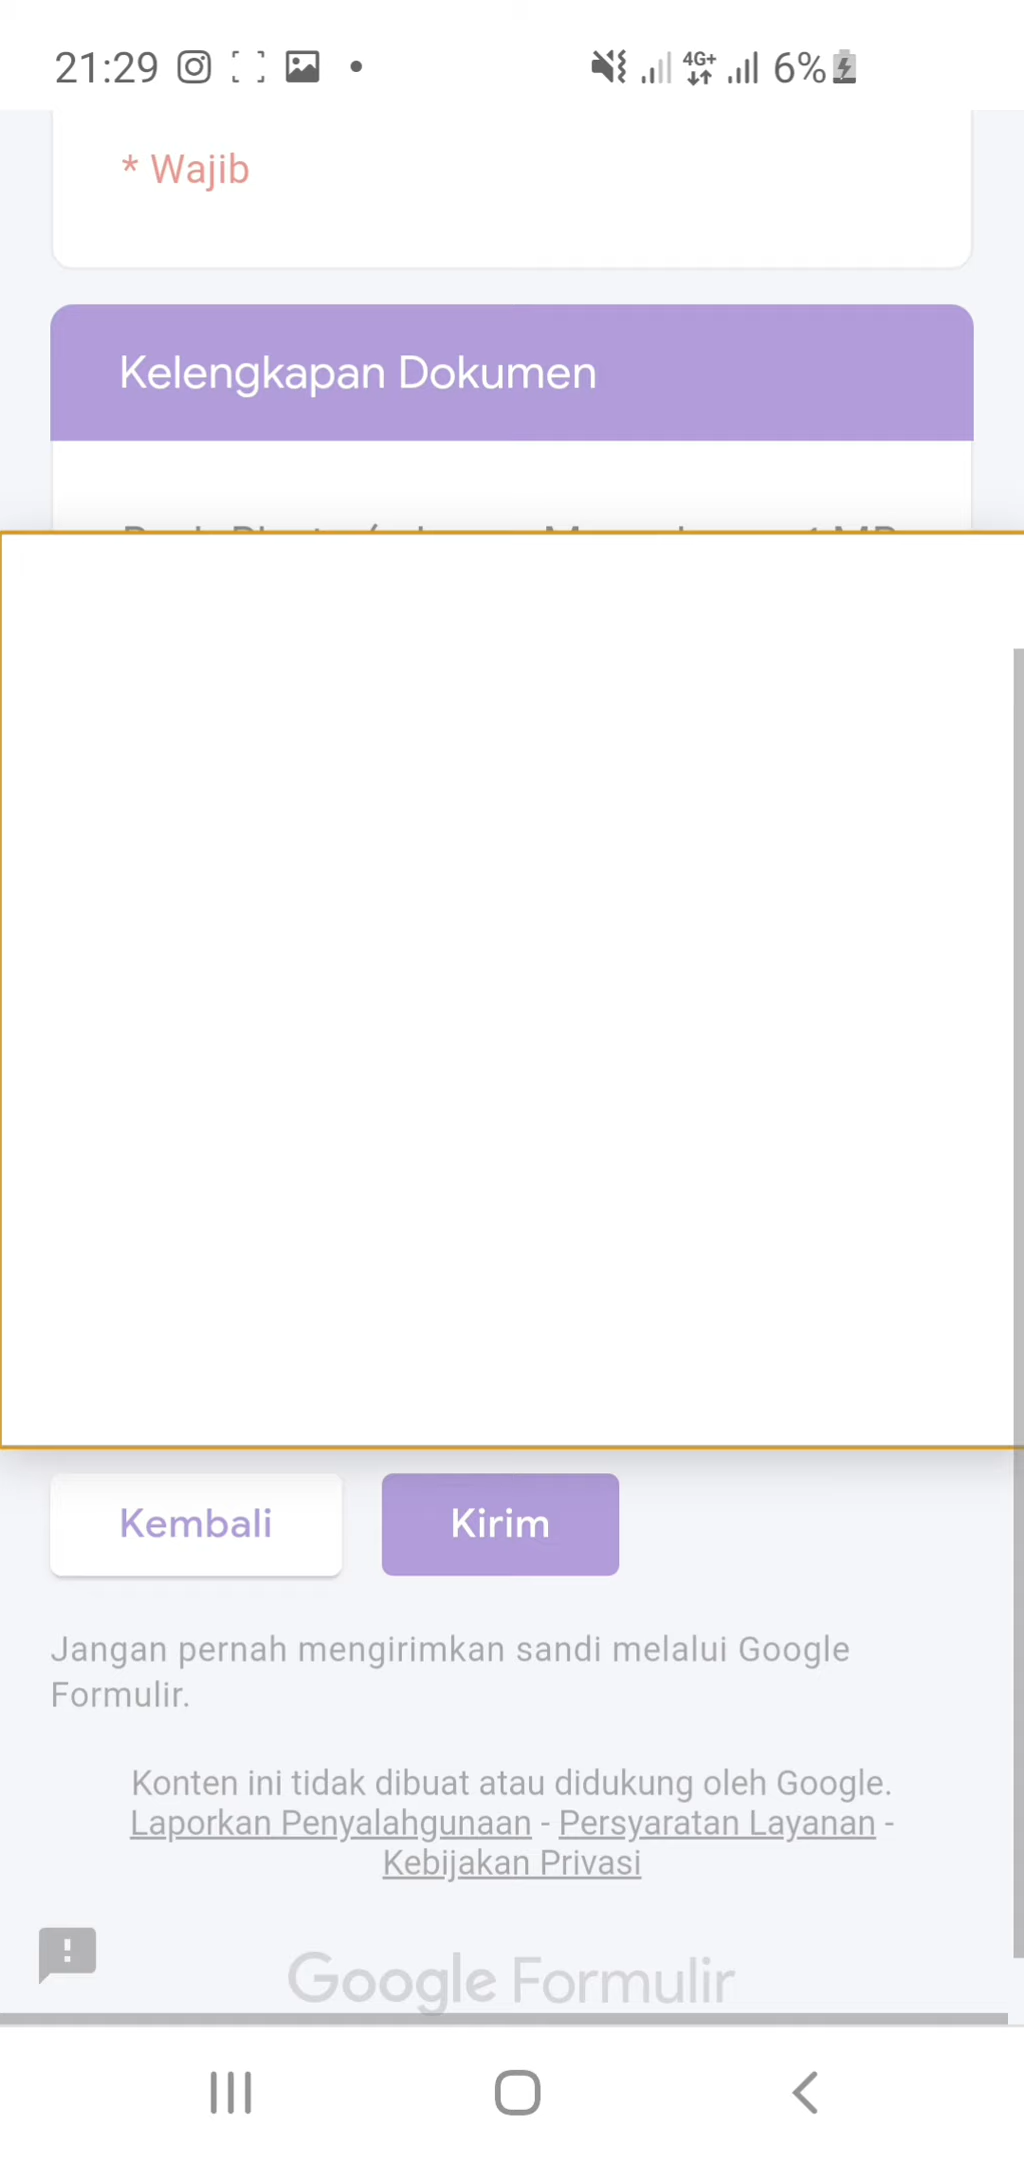 21:29
4G+
6%
* Wajib
Kelengkapan Dokumen
Kembali
Kirim
Jangan pernah mengirimkan sandi melalui Google
Formulir.
Konten ini tidak dibuat atau didukung oleh Google.
Laporkan Penyalahgunaan - Persyaratan Layanan -
Kebijakan Privasi
Google Formulir